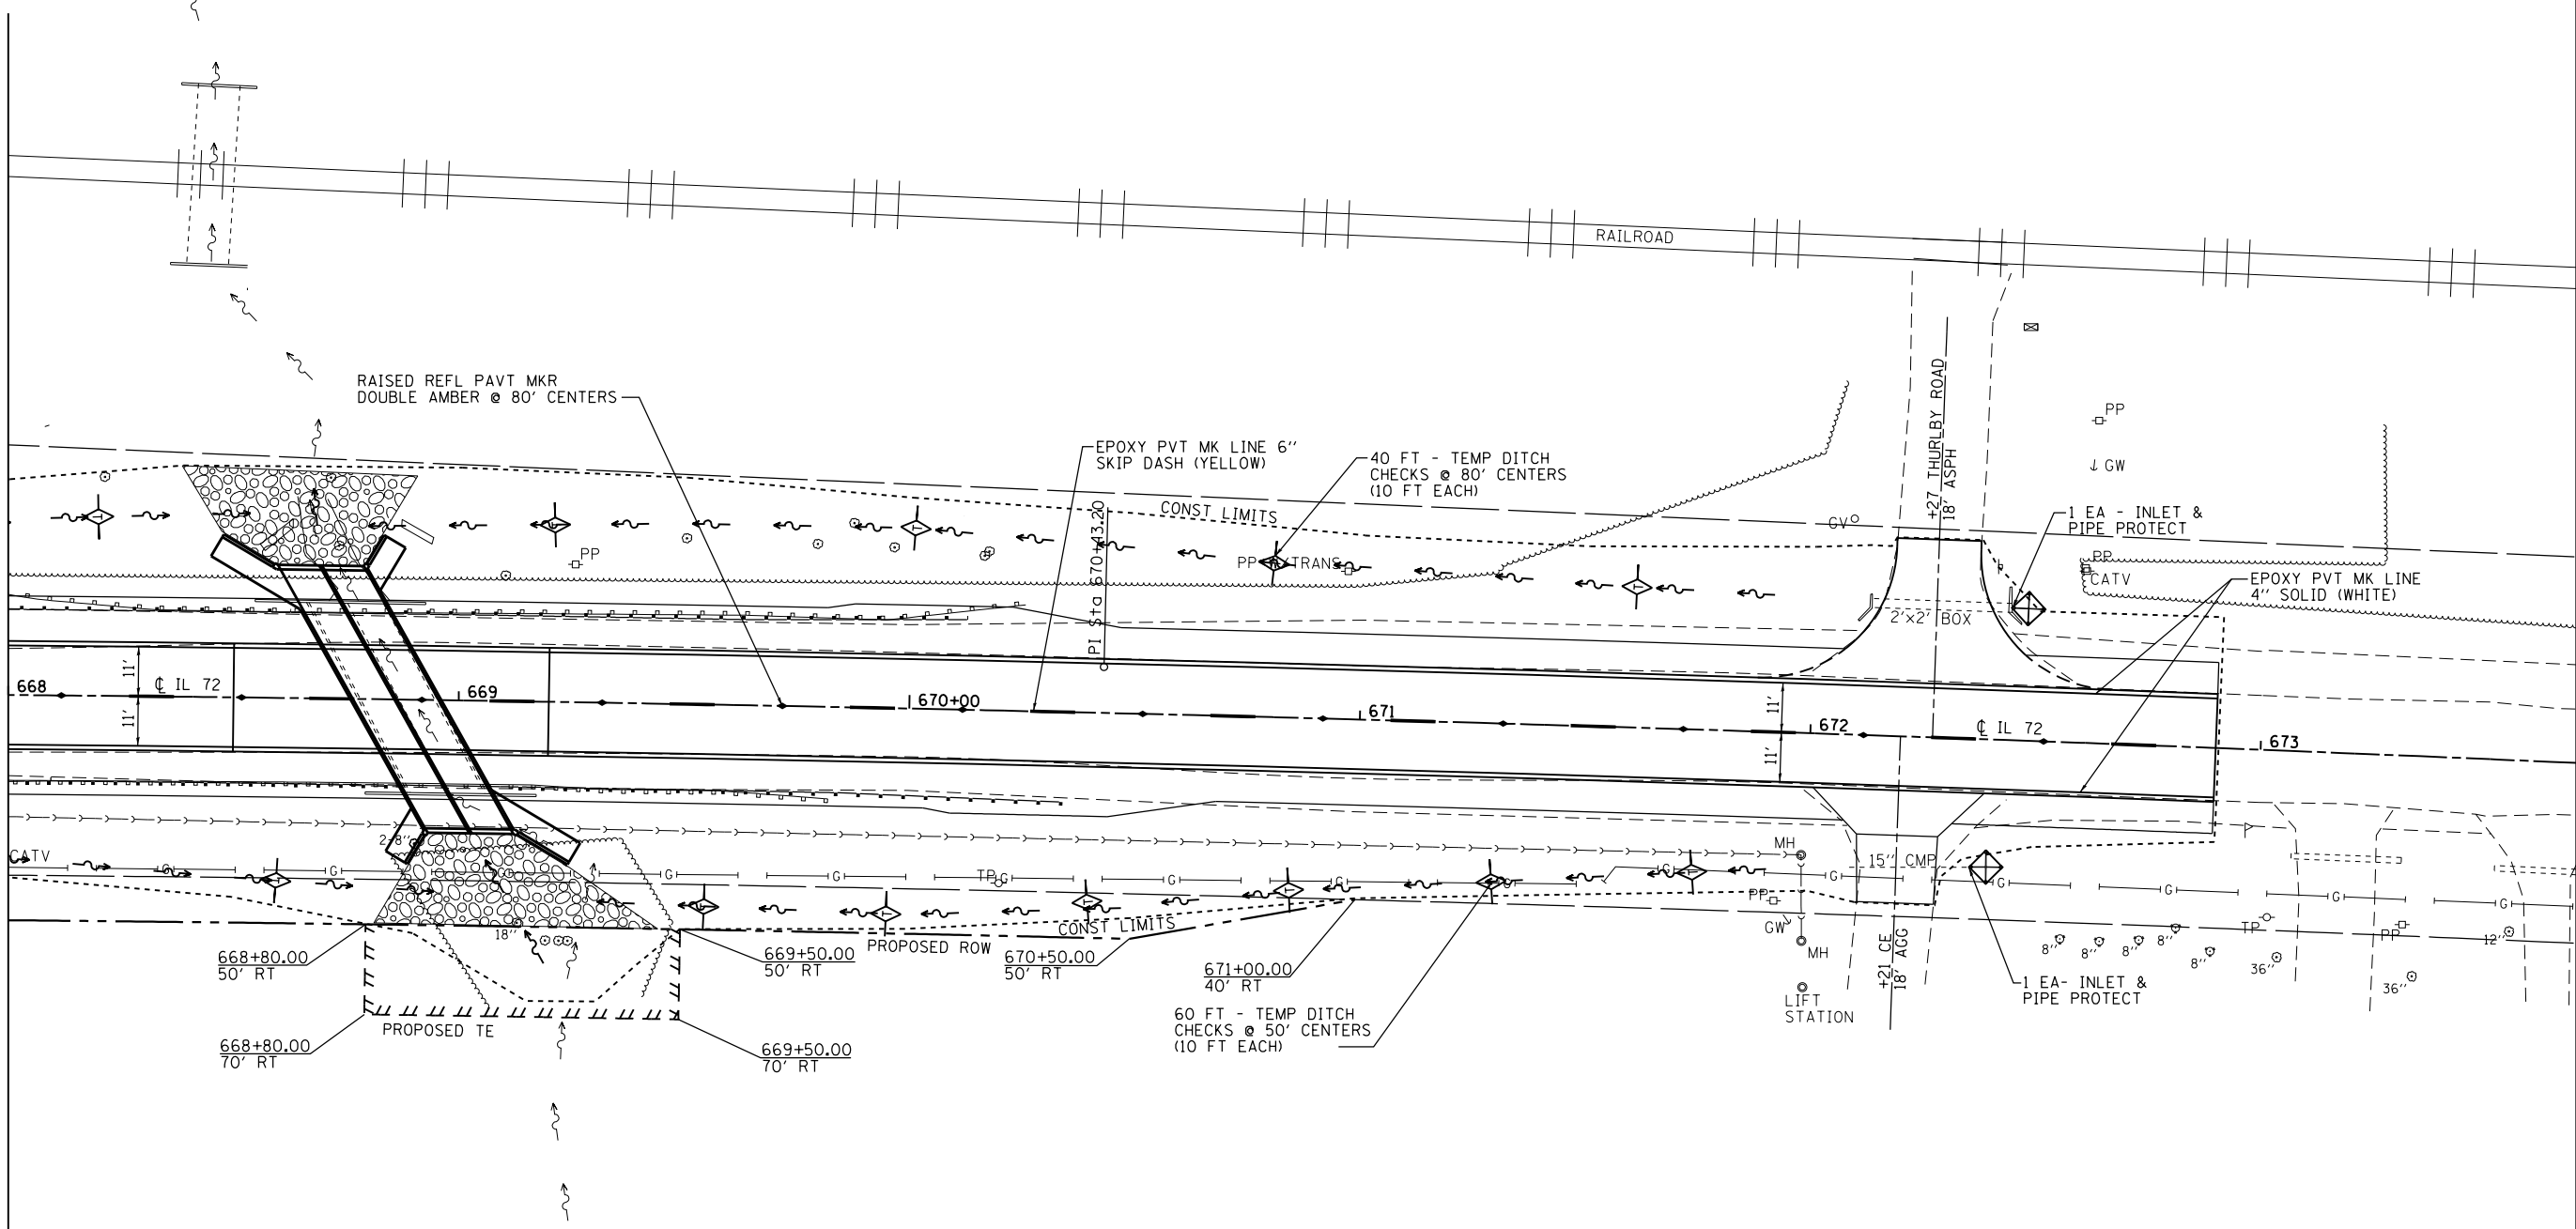 RAILROAD
RAISED REFL PAVT MKR
DOUBLE AMBER @ 80' CENTERS
EPOXY PVT MK LINE 6''
SKIP DASH (YELLOW)
40 FT - TEMP DITCH
CHECKS @ 80' CENTERS
(10 FT EACH)
+27 THURLBY ROAD
18' ASPH
PP
GW
1 EA - INLET &
PIPE PROTECT
CONST LIMITS
GV
PI Sta 670+43.20
PP
PP W/TRANS
PP
CATV
EPOXY PVT MK LINE
4'' SOLID (WHITE)
2'x2' BOX
11'
11'
668
℄ IL 72
669
670+00
671
672
℄ IL 72
673
11'
11'
CATV
2-8''
G
G
G
G
G
G
TP
G
G
G
G
G
G
G
G
G
G
MH
15'' CMP
PP
GW
MH
18''
CONST LIMITS
PROPOSED ROW
668+80.00
50' RT
669+50.00
50' RT
670+50.00
50' RT
671+00.00
40' RT
60 FT - TEMP DITCH
CHECKS @ 50' CENTERS
(10 FT EACH)
LIFT
STATION
+21 CE
18' AGG
1 EA- INLET &
PIPE PROTECT
8''
8''
8''
8''
8''
TP
36''
PP
36''
12''
PROPOSED TE
668+80.00
70' RT
669+50.00
70' RT